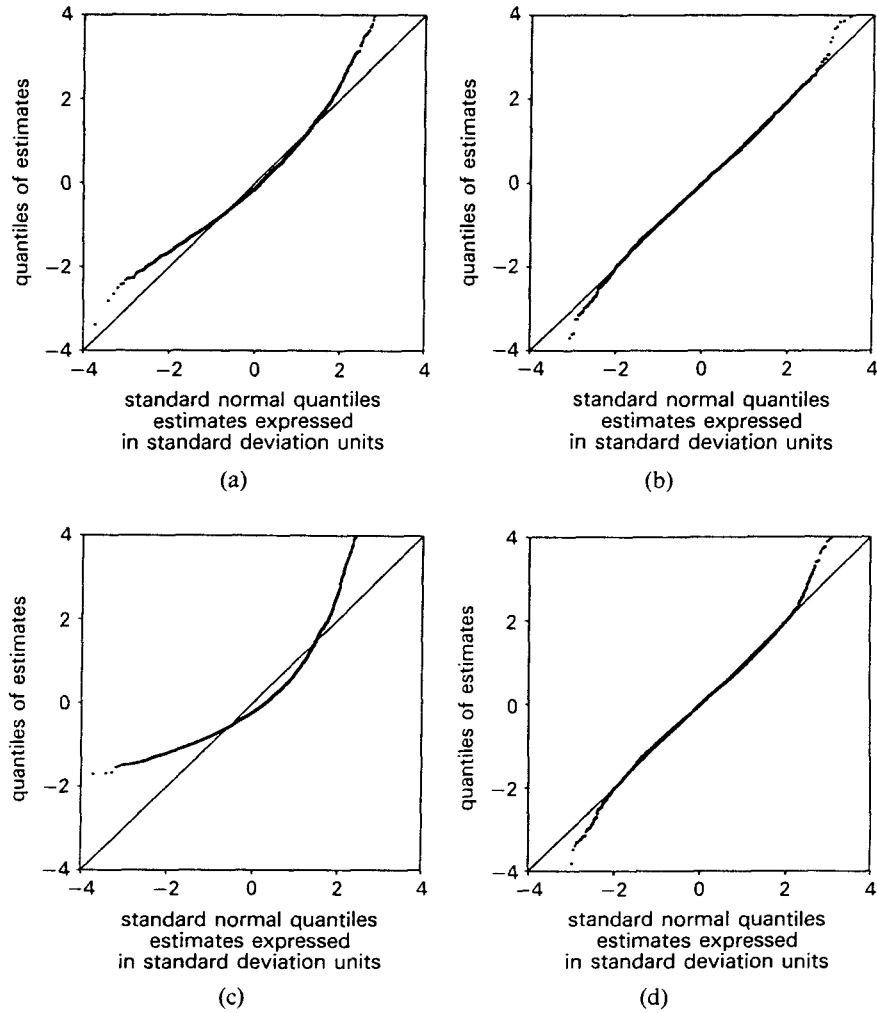 4
2
0
−2
−4
quantiles of estimates
−4 −2 0 2 4
standard normal quantiles
estimates expressed
in standard deviation units
(a)
4
2
0
−2
−4
quantiles of estimates
−4 −2 0 2 4
standard normal quantiles
estimates expressed
in standard deviation units
(b)
4
2
0
−2
−4
quantiles of estimates
−4 −2 0 2 4
standard normal quantiles
estimates expressed
in standard deviation units
(c)
4
2
0
−2
−4
quantiles of estimates
−4 −2 0 2 4
standard normal quantiles
estimates expressed
in standard deviation units
(d)